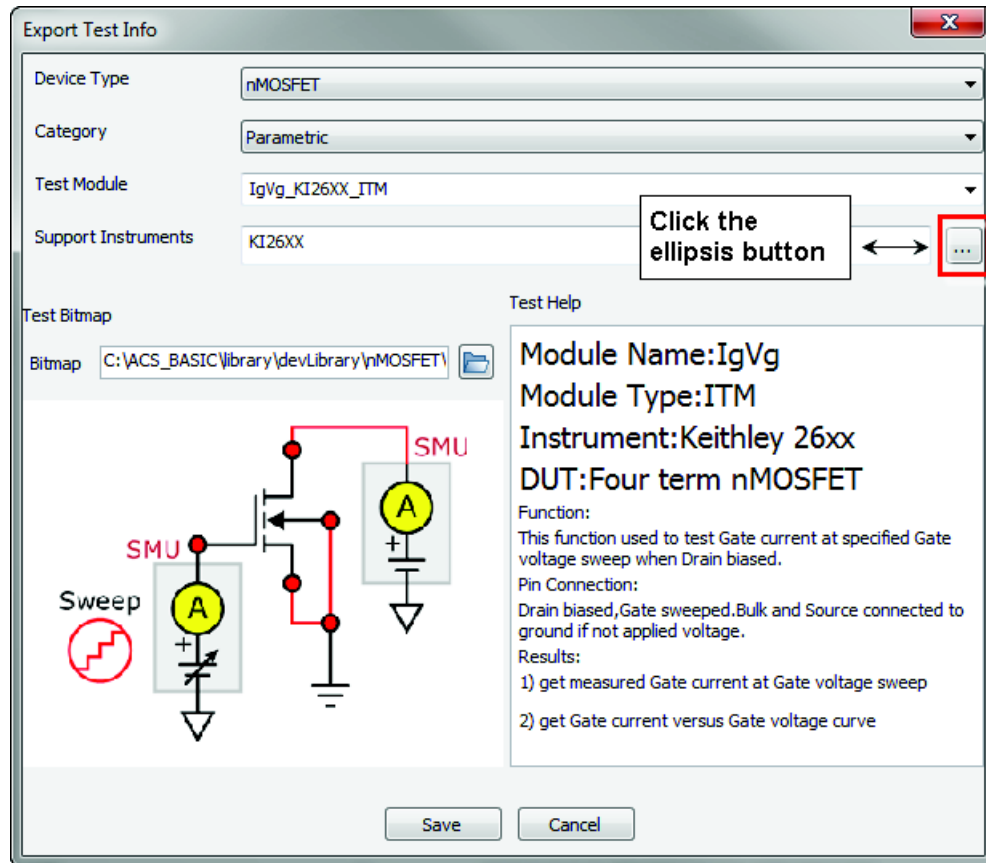 Export Test Info
Device Type
nMOSFET
Category
Parametric
Test Module
IgVg_KI26XX_ITM
Support Instruments
KI26XX
Click the
ellipsis button
...
Test Bitmap
Bitmap
C:\ACS_BASIC\library\devLibrary\nMOSFET\
SMU
A
+
SMU
Sweep
A
+
Test Help
Module Name:IgVg
Module Type:ITM
Instrument:Keithley 26xx
DUT:Four term nMOSFET
Function:
This function used to test Gate current at specified Gate
voltage sweep when Drain biased.
Pin Connection:
Drain biased,Gate sweeped.Bulk and Source connected to
ground if not applied voltage.
Results:
1) get measured Gate current at Gate voltage sweep
2) get Gate current versus Gate voltage curve
Save
Cancel